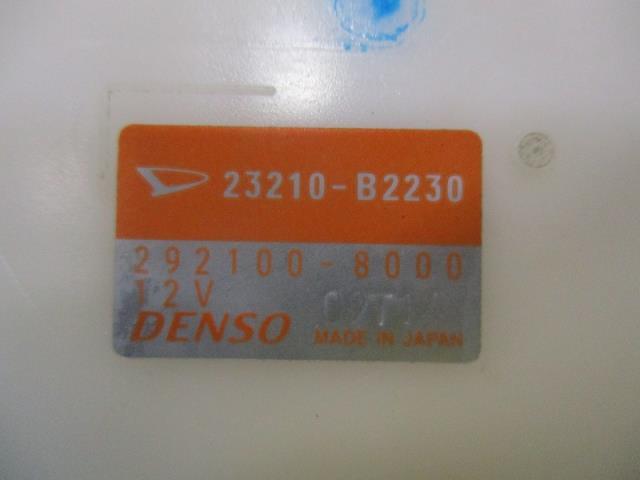 23210-B2230
292100-8000
12V
DENSO MADE IN JAPAN